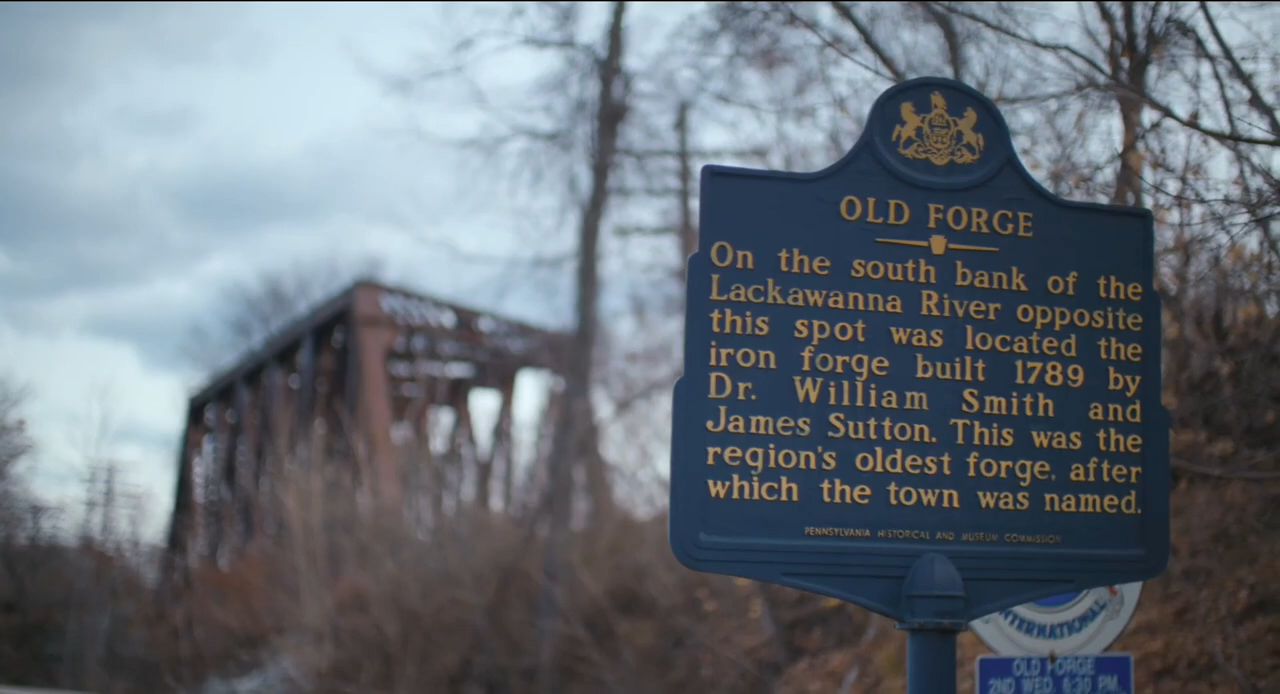 OLD FORGE
On the south bank of the
Lackawanna River opposite
this spot was located the
iron forge built 1789 by
Dr. William Smith and
James Sutton. This was the
region's oldest forge, after
which the town was named.
PENNSYLVANIA HISTORICAL AND MUSEUM COMMISSION
INTERNATIONAL
OLD FORGE
2ND WED. 6:30 PM